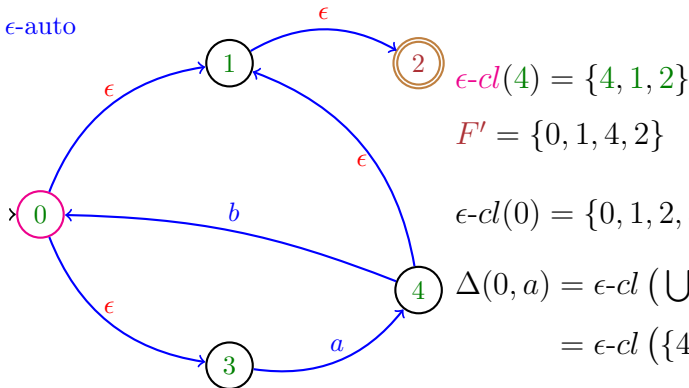 ϵ-auto
ϵ
1
2
ϵ-cl(4) = {4, 1, 2}
F′ = {0, 1, 4, 2}
ϵ
ϵ
0
b
ϵ-cl(0) = {0, 1, 2,
4
Δ(0, a) = ϵ-cl (⋃
ϵ
a
= ϵ-cl ({4
3